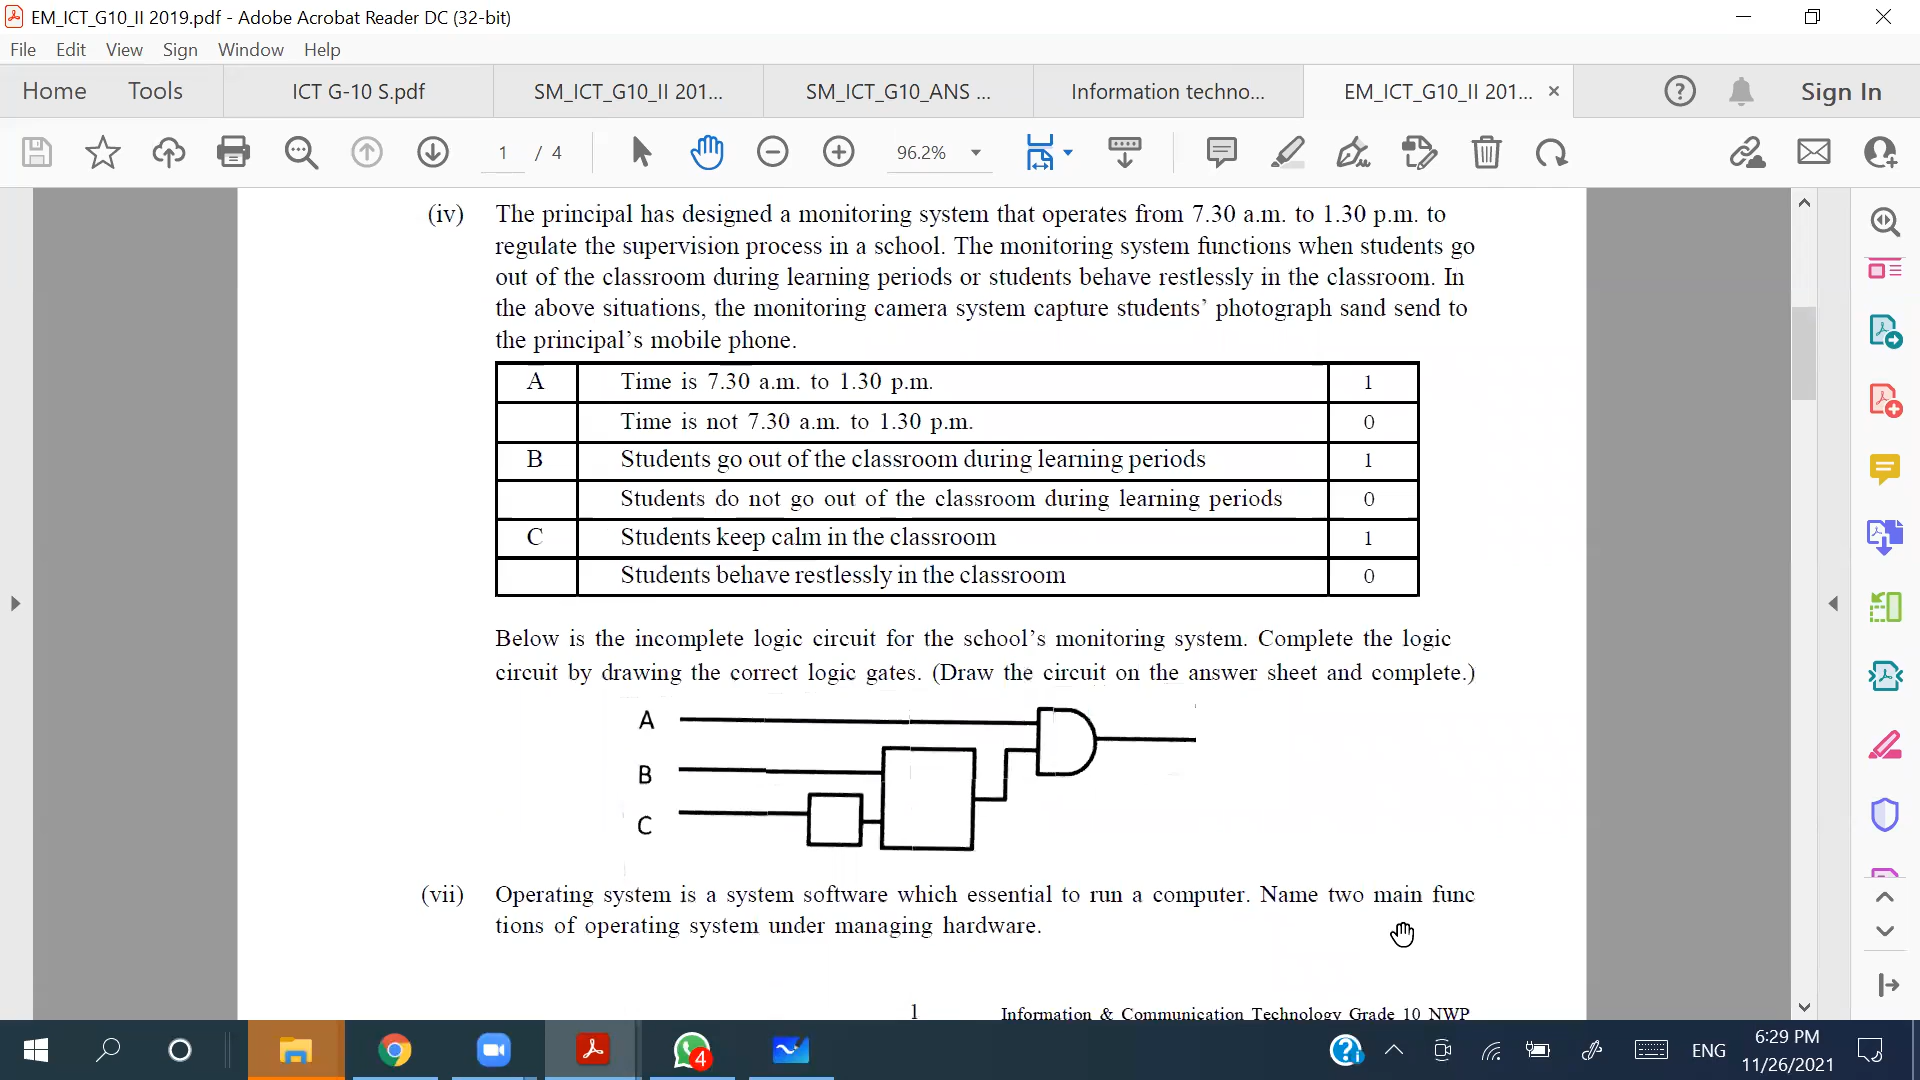 EM_ICT_G10_II 2019.pdf - Adobe Acrobat Reader DC (32-bit)
File Edit View Sign Window Help
Home Tools ICT G-10 S.pdf SM_ICT_G10_II 201... SM_ICT_G10_ANS ... Information techno... EM_ICT_G10_II 201... × Sign In
1 / 4 96.2%
(iv) The principal has designed a monitoring system that operates from 7.30 a.m. to 1.30 p.m. to
regulate the supervision process in a school. The monitoring system functions when students go
out of the classroom during learning periods or students behave restlessly in the classroom. In
the above situations, the monitoring camera system capture students’ photograph sand send to
the principal’s mobile phone.
A Time is 7.30 a.m. to 1.30 p.m. 1
Time is not 7.30 a.m. to 1.30 p.m. 0
B Students go out of the classroom during learning periods 1
Students do not go out of the classroom during learning periods 0
C Students keep calm in the classroom 1
Students behave restlessly in the classroom 0
Below is the incomplete logic circuit for the school’s monitoring system. Complete the logic
circuit by drawing the correct logic gates. (Draw the circuit on the answer sheet and complete.)
A
B
C
(vii) Operating system is a system software which essential to run a computer. Name two main func
tions of operating system under managing hardware.
1 Information & Communication Technology Grade 10 NWP
4
ENG
6:29 PM
11/26/2021